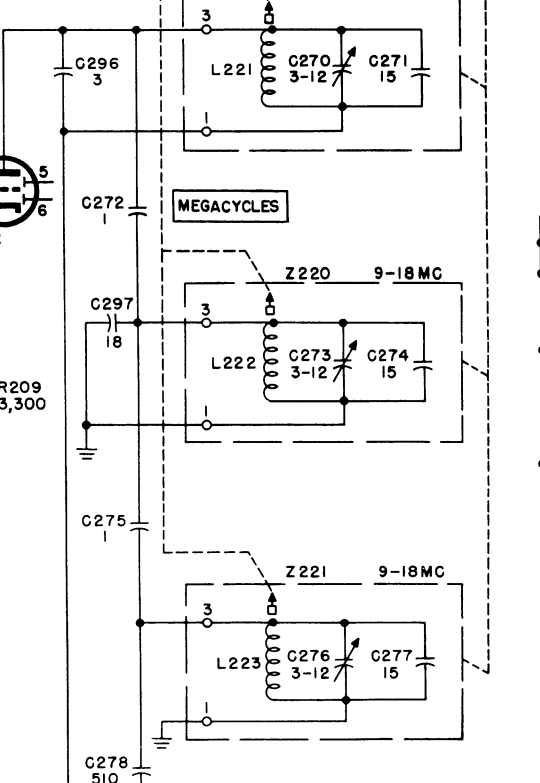 3
C296
3
L221
C270
3-12
C271
15
1
5
6
C272
1
MEGACYCLES
Z220 9-18MC
C297
18
3
L222
C273
3-12
C274
15
R209
3,300
1
C275
1
Z221 9-18MC
3
L223
C276
3-12
C277
15
1
C278
510